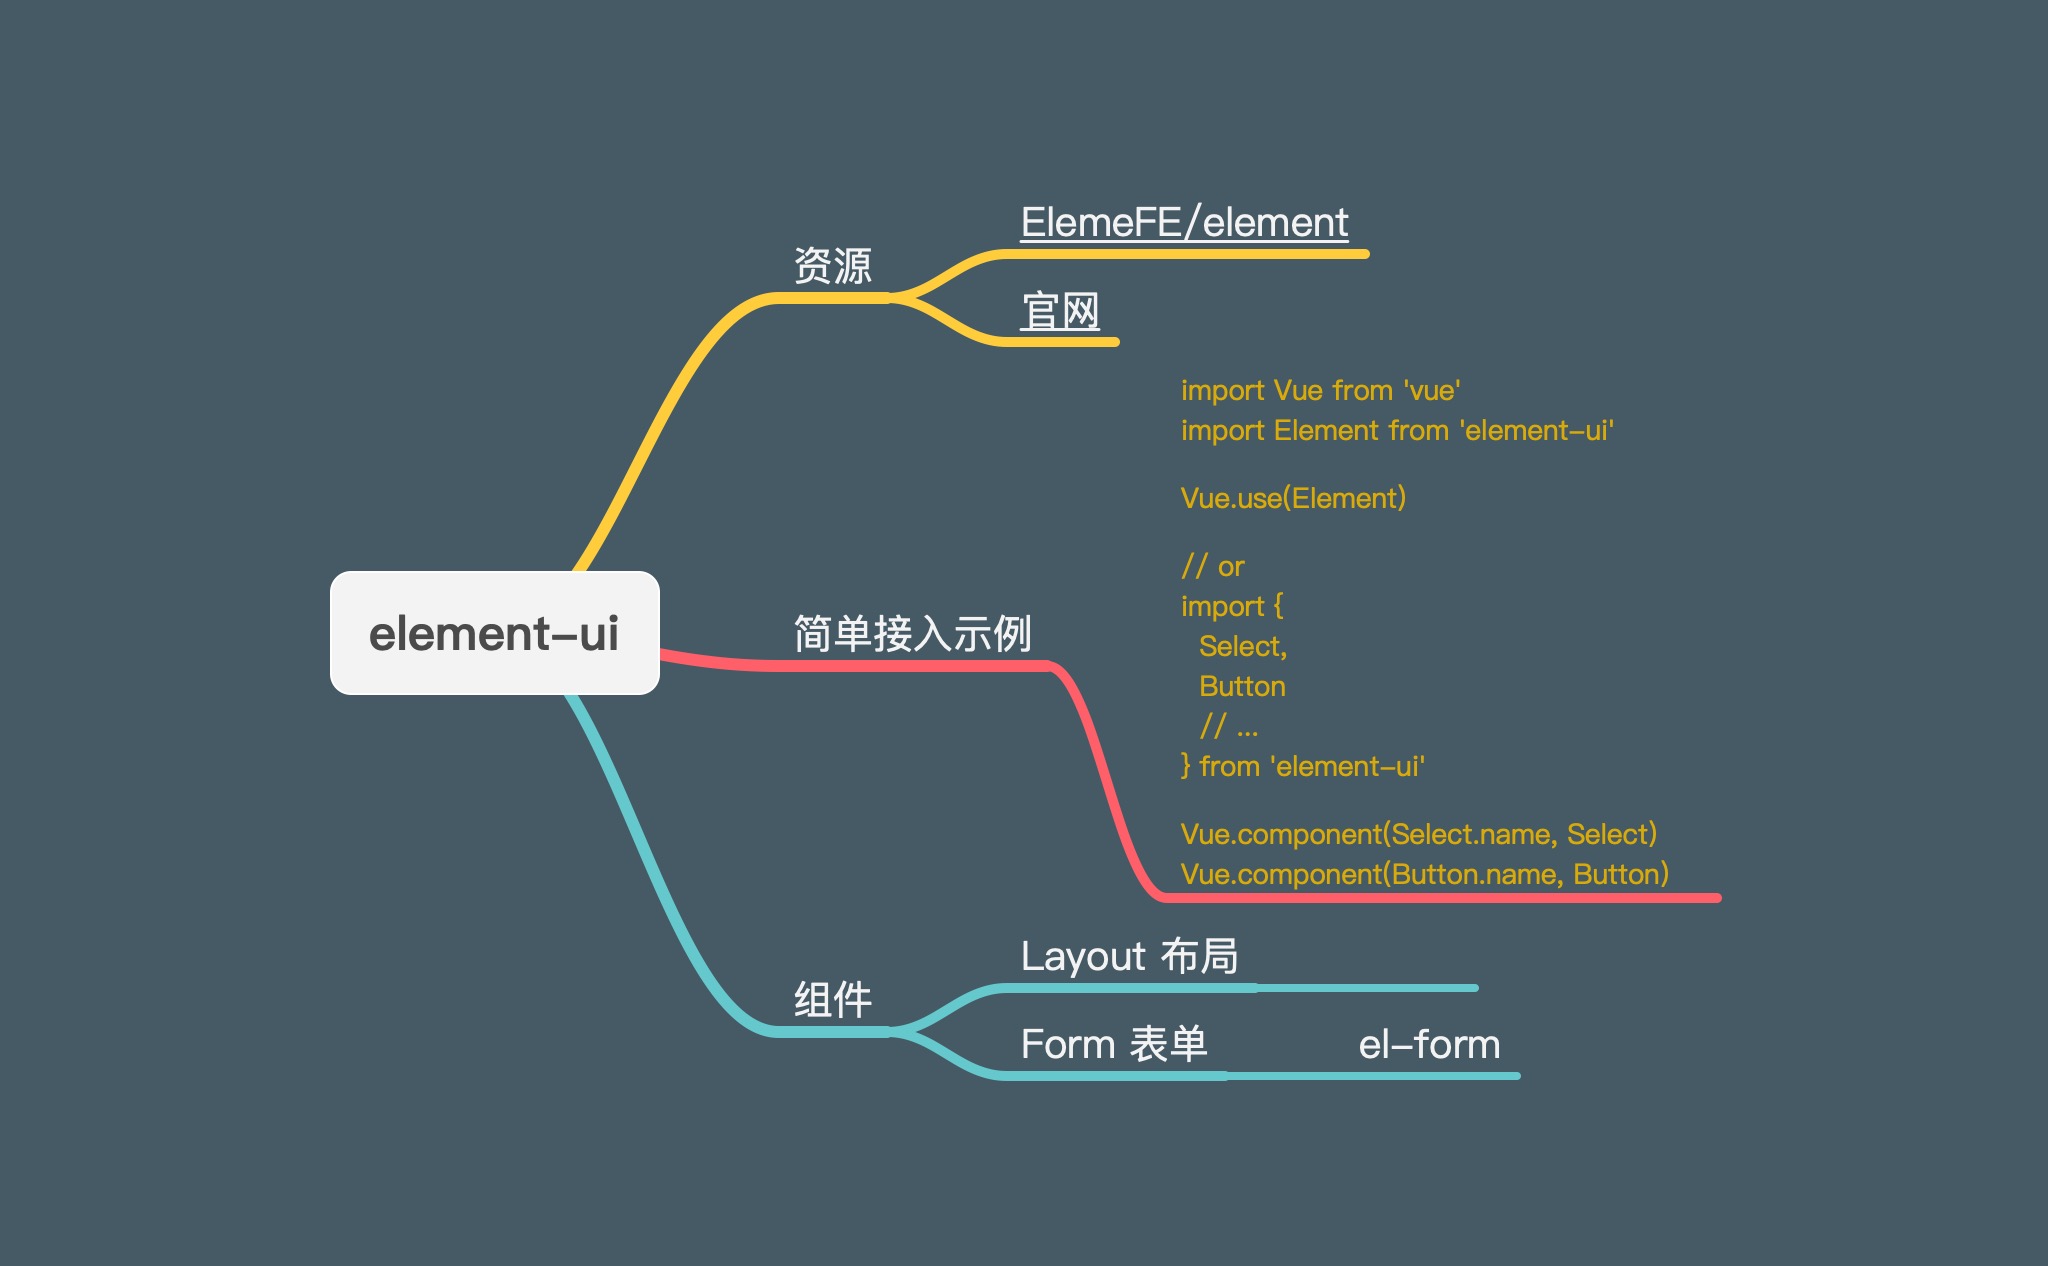 element-ui
资源
ElemeFE/element
官网
简单接入示例
import Vue from 'vue'
import Element from 'element-ui'
Vue.use(Element)
// or
import {
  Select,
  Button
  // ...
} from 'element-ui'
Vue.component(Select.name, Select)
Vue.component(Button.name, Button)
组件
Layout 布局
Form 表单
el-form